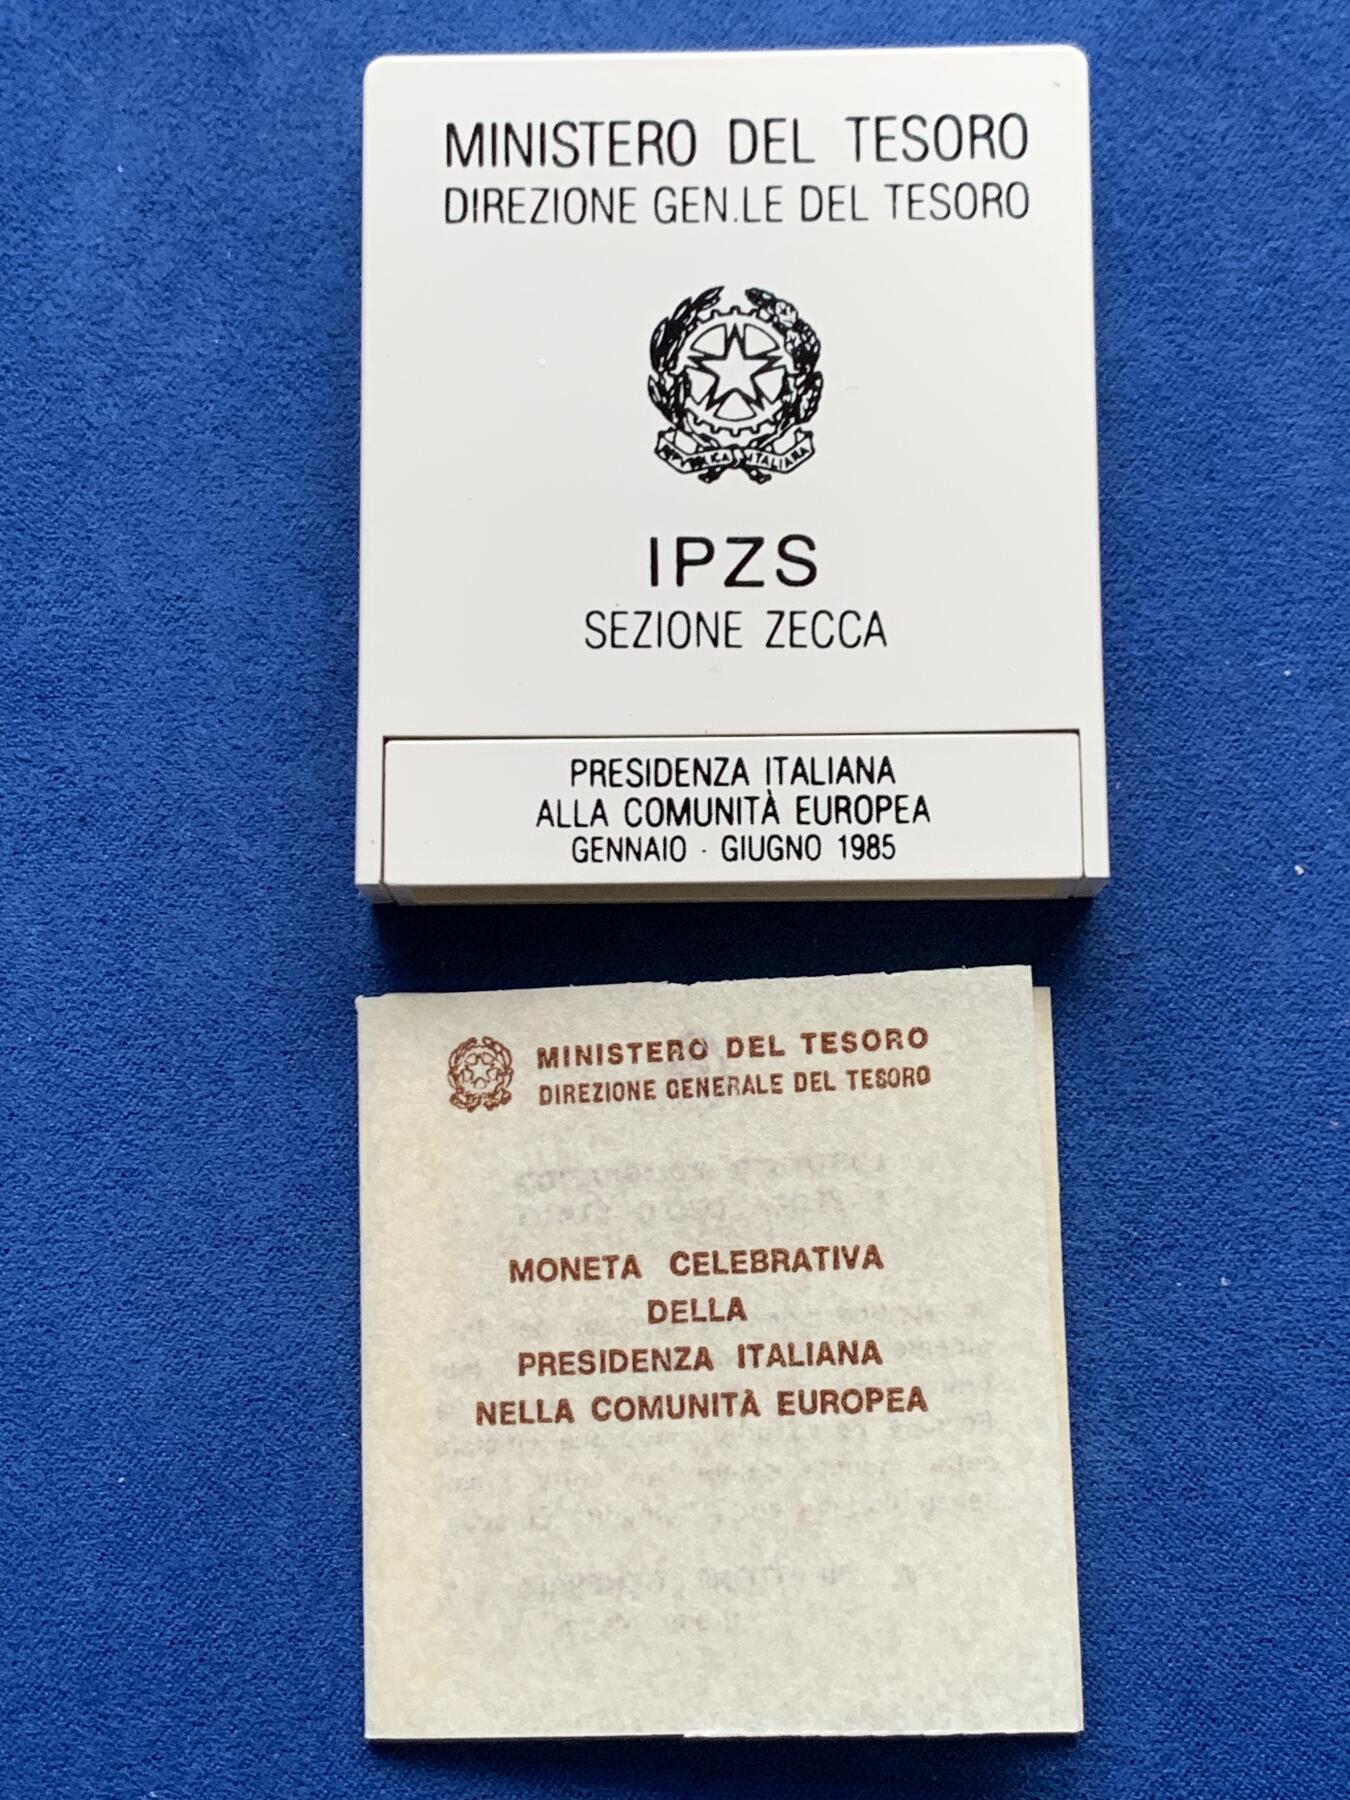 MINISTERO DEL TESORO
DIREZIONE GEN.LE DEL TESORO
REPVBBLICA ITALIANA
IPZS
SEZIONE ZECCA
PRESIDENZA ITALIANA
ALLA COMUNITÀ EUROPEA
GENNAIO - GIUGNO 1985
MINISTERO DEL TESORO
DIREZIONE GENERALE DEL TESORO
MONETA CELEBRATIVA
DELLA
PRESIDENZA ITALIANA
NELLA COMUNITÀ EUROPEA